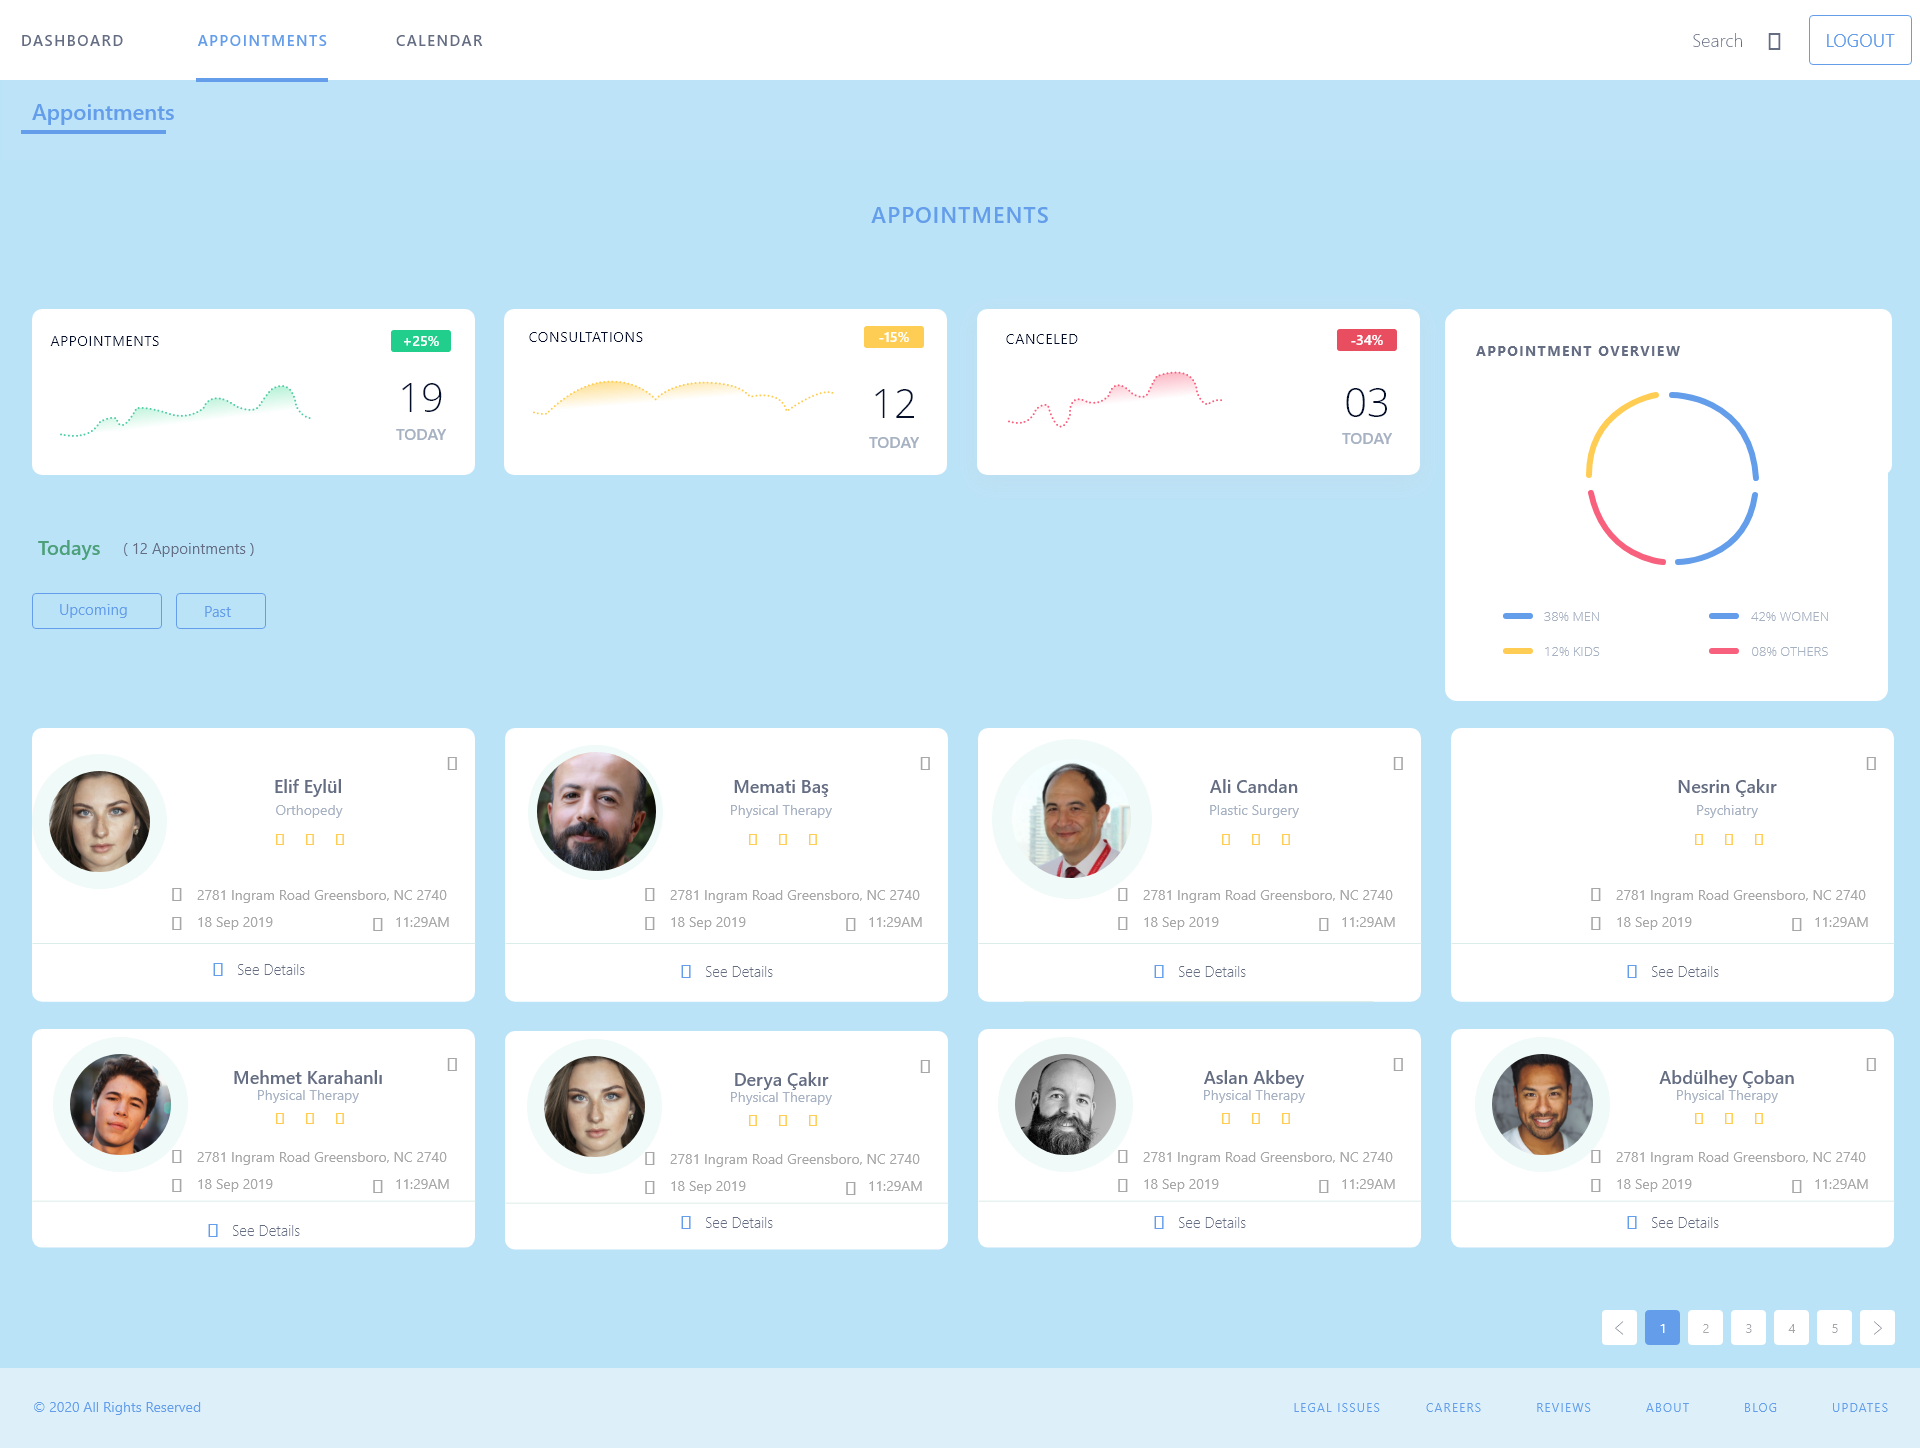 DASHBOARD
APPOINTMENTS
CALENDAR
Search
LOGOUT
Appointments
APPOINTMENTS
APPOINTMENTS
+25%
19
TODAY
CONSULTATIONS
-15%
12
TODAY
CANCELED
-34%
03
TODAY
APPOINTMENT OVERVIEW
38% MEN
42% WOMEN
12% KIDS
08% OTHERS
Todays
( 12 Appointments )
Upcoming
Past
Elif Eylül
Orthopedy
2781 Ingram Road Greensboro, NC 2740
18 Sep 2019
11:29AM
See Details
Memati Baş
Physical Therapy
2781 Ingram Road Greensboro, NC 2740
18 Sep 2019
11:29AM
See Details
Ali Candan
Plastic Surgery
2781 Ingram Road Greensboro, NC 2740
18 Sep 2019
11:29AM
See Details
Nesrin Çakır
Psychiatry
2781 Ingram Road Greensboro, NC 2740
18 Sep 2019
11:29AM
See Details
Mehmet Karahanlı
Physical Therapy
2781 Ingram Road Greensboro, NC 2740
18 Sep 2019
11:29AM
See Details
Derya Çakır
Physical Therapy
2781 Ingram Road Greensboro, NC 2740
18 Sep 2019
11:29AM
See Details
Aslan Akbey
Physical Therapy
2781 Ingram Road Greensboro, NC 2740
18 Sep 2019
11:29AM
See Details
Abdülhey Çoban
Physical Therapy
2781 Ingram Road Greensboro, NC 2740
18 Sep 2019
11:29AM
See Details
1
2
3
4
5
© 2020 All Rights Reserved
LEGAL ISSUES
CAREERS
REVIEWS
ABOUT
BLOG
UPDATES